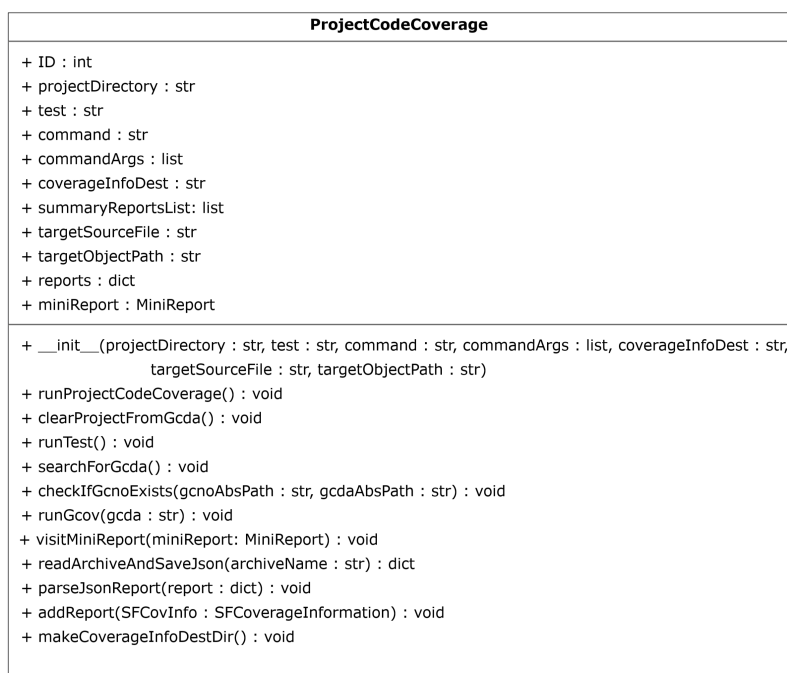 ProjectCodeCoverage
+ ID : int
+ projectDirectory : str
+ test : str
+ command : str
+ commandArgs : list
+ coverageInfoDest : str
+ summaryReportsList: list
+ targetSourceFile : str
+ targetObjectPath : str
+ reports : dict
+ miniReport : MiniReport
+ __init__(projectDirectory : str, test : str, command : str, commandArgs : list, coverageInfoDest : str,
targetSourceFile : str, targetObjectPath : str)
+ runProjectCodeCoverage() : void
+ clearProjectFromGcda() : void
+ runTest() : void
+ searchForGcda() : void
+ checkIfGcnoExists(gcnoAbsPath : str, gcdaAbsPath : str) : void
+ runGcov(gcda : str) : void
+ visitMiniReport(miniReport: MiniReport) : void
+ readArchiveAndSaveJson(archiveName : str) : dict
+ parseJsonReport(report : dict) : void
+ addReport(SFCovInfo : SFCoverageInformation) : void
+ makeCoverageInfoDestDir() : void